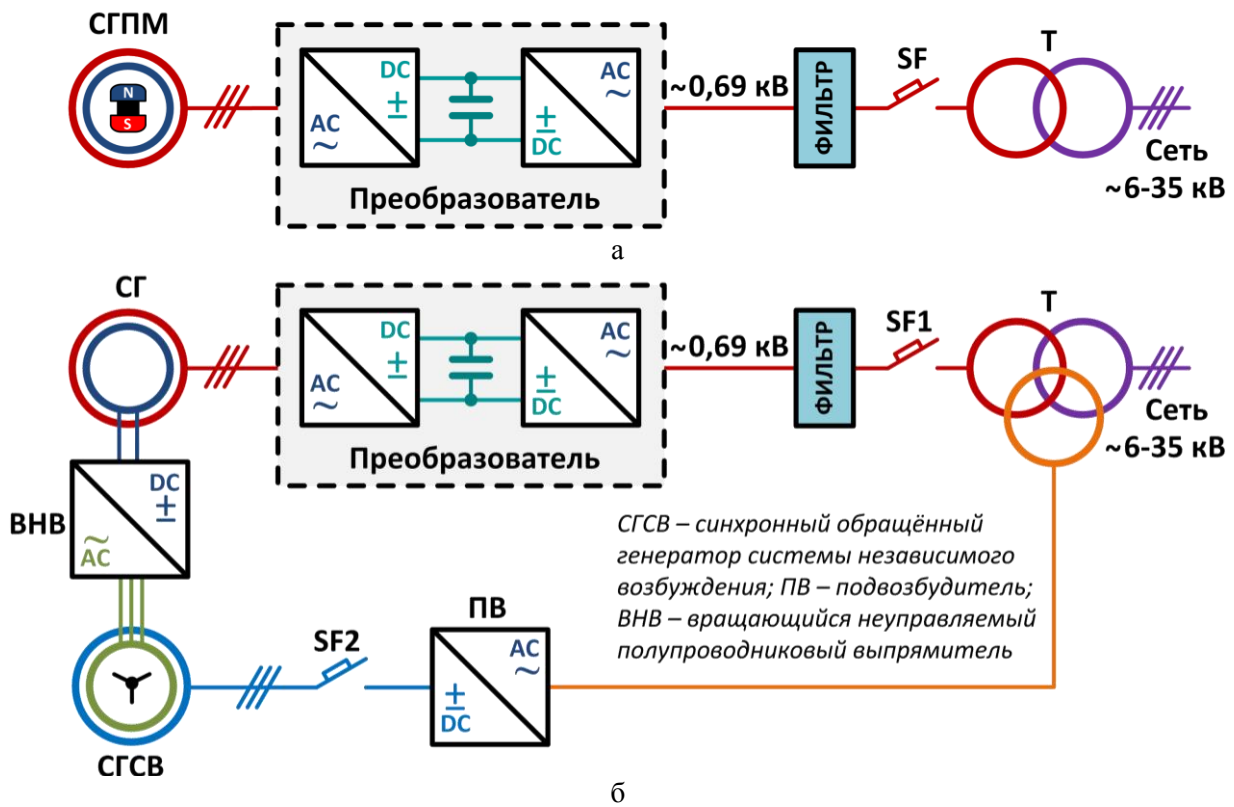 СГПМ
N
S
AC
~
DC
±
±
DC
AC
~
Преобразователь
~0,69 кВ
ФИЛЬТР
SF
Т
Сеть
~6-35 кВ
а
СГ
AC
~
DC
±
±
DC
AC
~
Преобразователь
~0,69 кВ
ФИЛЬТР
SF1
Т
Сеть
~6-35 кВ
ВНВ
DC
±
~
AC
СГСВ – синхронный обращённый
генератор системы независимого
возбуждения; ПВ – подвозбудитель;
ВНВ – вращающийся неуправляемый
полупроводниковый выпрямитель
СГСВ
SF2
ПВ
AC
~
±
DC
б